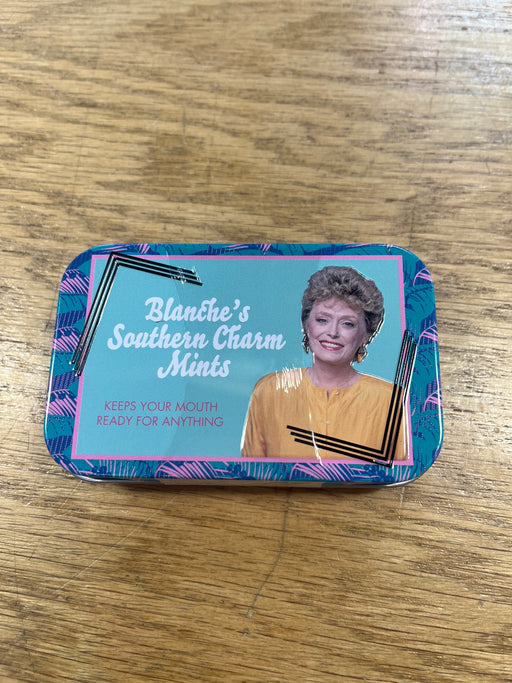 Blanche's
Southern Charm
Mints
KEEPS YOUR MOUTH
READY FOR ANYTHING